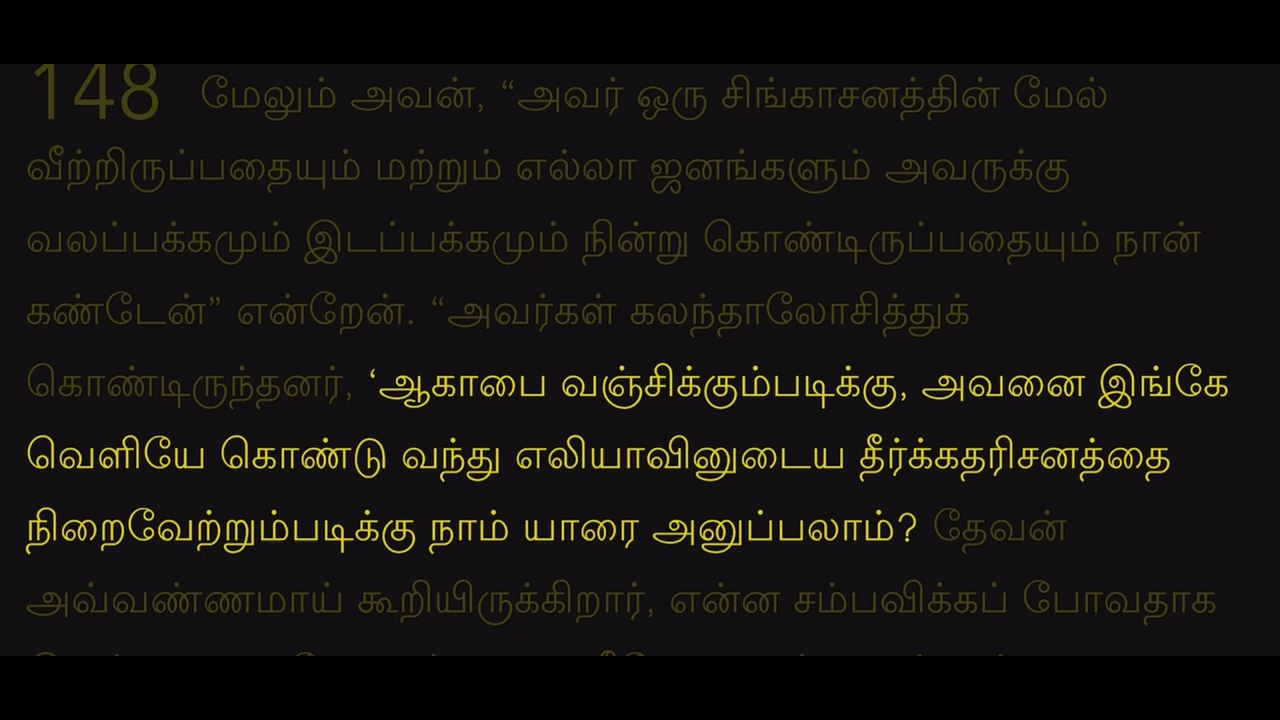 148 மேலும் அவன், “அவர் ஒரு சிங்காசனத்தின் மேல்
வீற்றிருப்பதையும் மற்றும் எல்லா ஜனங்களும் அவருக்கு
வலப்பக்கமும் இடப்பக்கமும் நின்று கொண்டிருப்பதையும் நான்
கண்டேன்” என்றேன். “அவர்கள் கலந்தாலோசித்துக்
கொண்டிருந்தனர், ‘ஆகாபை வஞ்சிக்கும்படிக்கு, அவனை இங்கே
வெளியே கொண்டு வந்து எலியாவினுடைய தீர்க்கதரிசனத்தை
நிறைவேற்றும்படிக்கு நாம் யாரை அனுப்பலாம்? தேவன்
அவ்வண்ணமாய் கூறியிருக்கிறார், என்ன சம்பவிக்கப் போவதாக